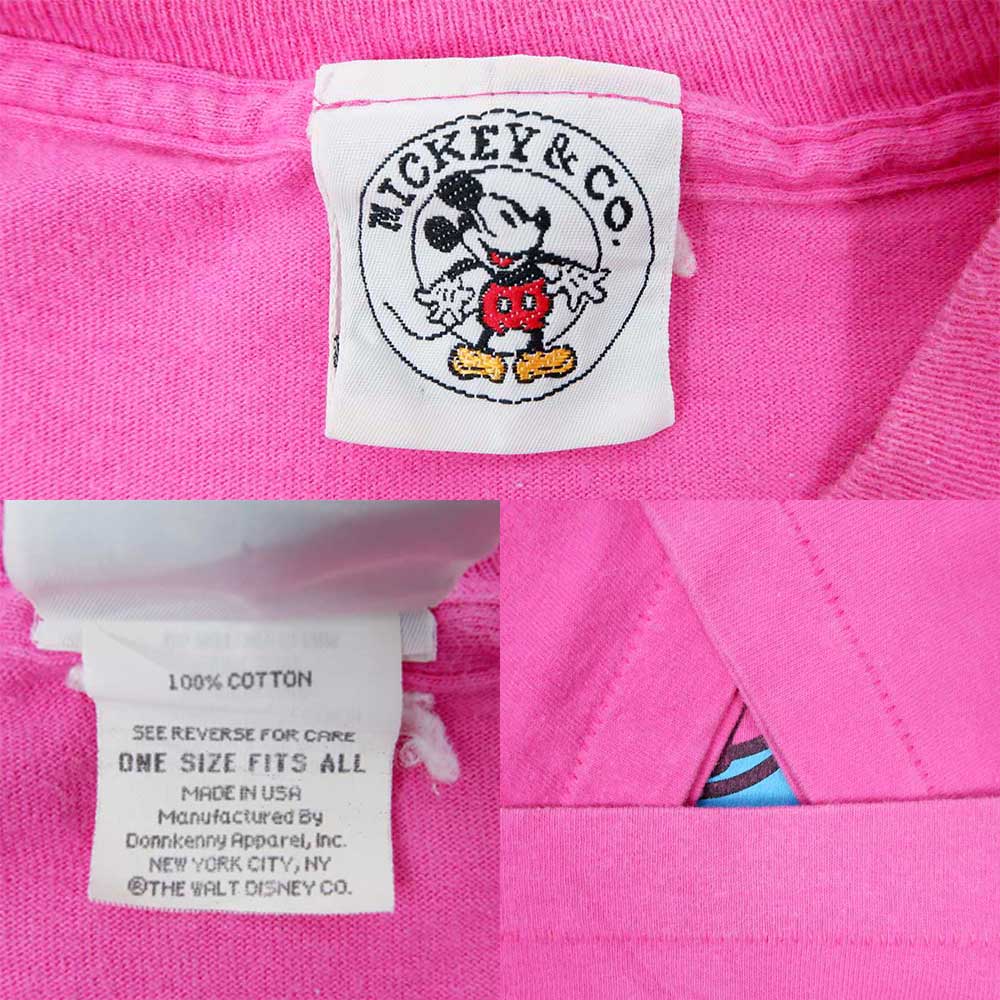 MICKEY & CO.
100% COTTON
SEE REVERSE FOR CARE
ONE SIZE FITS ALL
MADE IN USA
Manufactured By
Donnkenny Apparel, Inc.
NEW YORK CITY, NY
©THE WALT DISNEY CO.